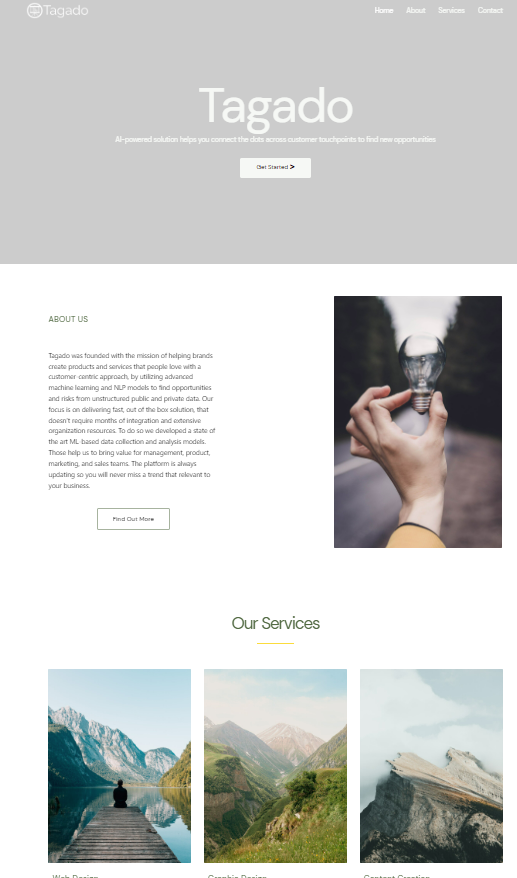 Tagado
Home About Services Contact
Tagado
AI-powered solution helps you connect the dots across customer touchpoints to find new opportunities
Get Started >
ABOUT US
Tagado was founded with the mission of helping brands
create products and services that people love with a
customer-centric approach, by utilizing advanced
machine learning and NLP models to find opportunities
and risks from unstructured public and private data. Our
focus is on delivering fast, out of the box solution, that
doesn't require months of integration and extensive
organization resources. To do so we developed a state of
the art ML-based data collection and analysis models.
Those help us to bring value for management, product,
marketing, and sales teams. The platform is always
updating so you will never miss a trend that relevant to
your business.
Find Out More
Our Services
Web Design
Graphic Design
Content Creation